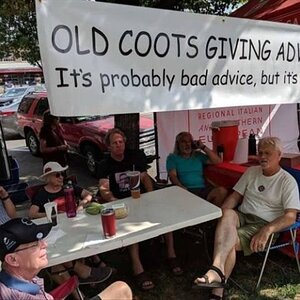 OLD COOTS GIVING ADV
It's probably bad advice, but it's
REGIONAL ITALIAN